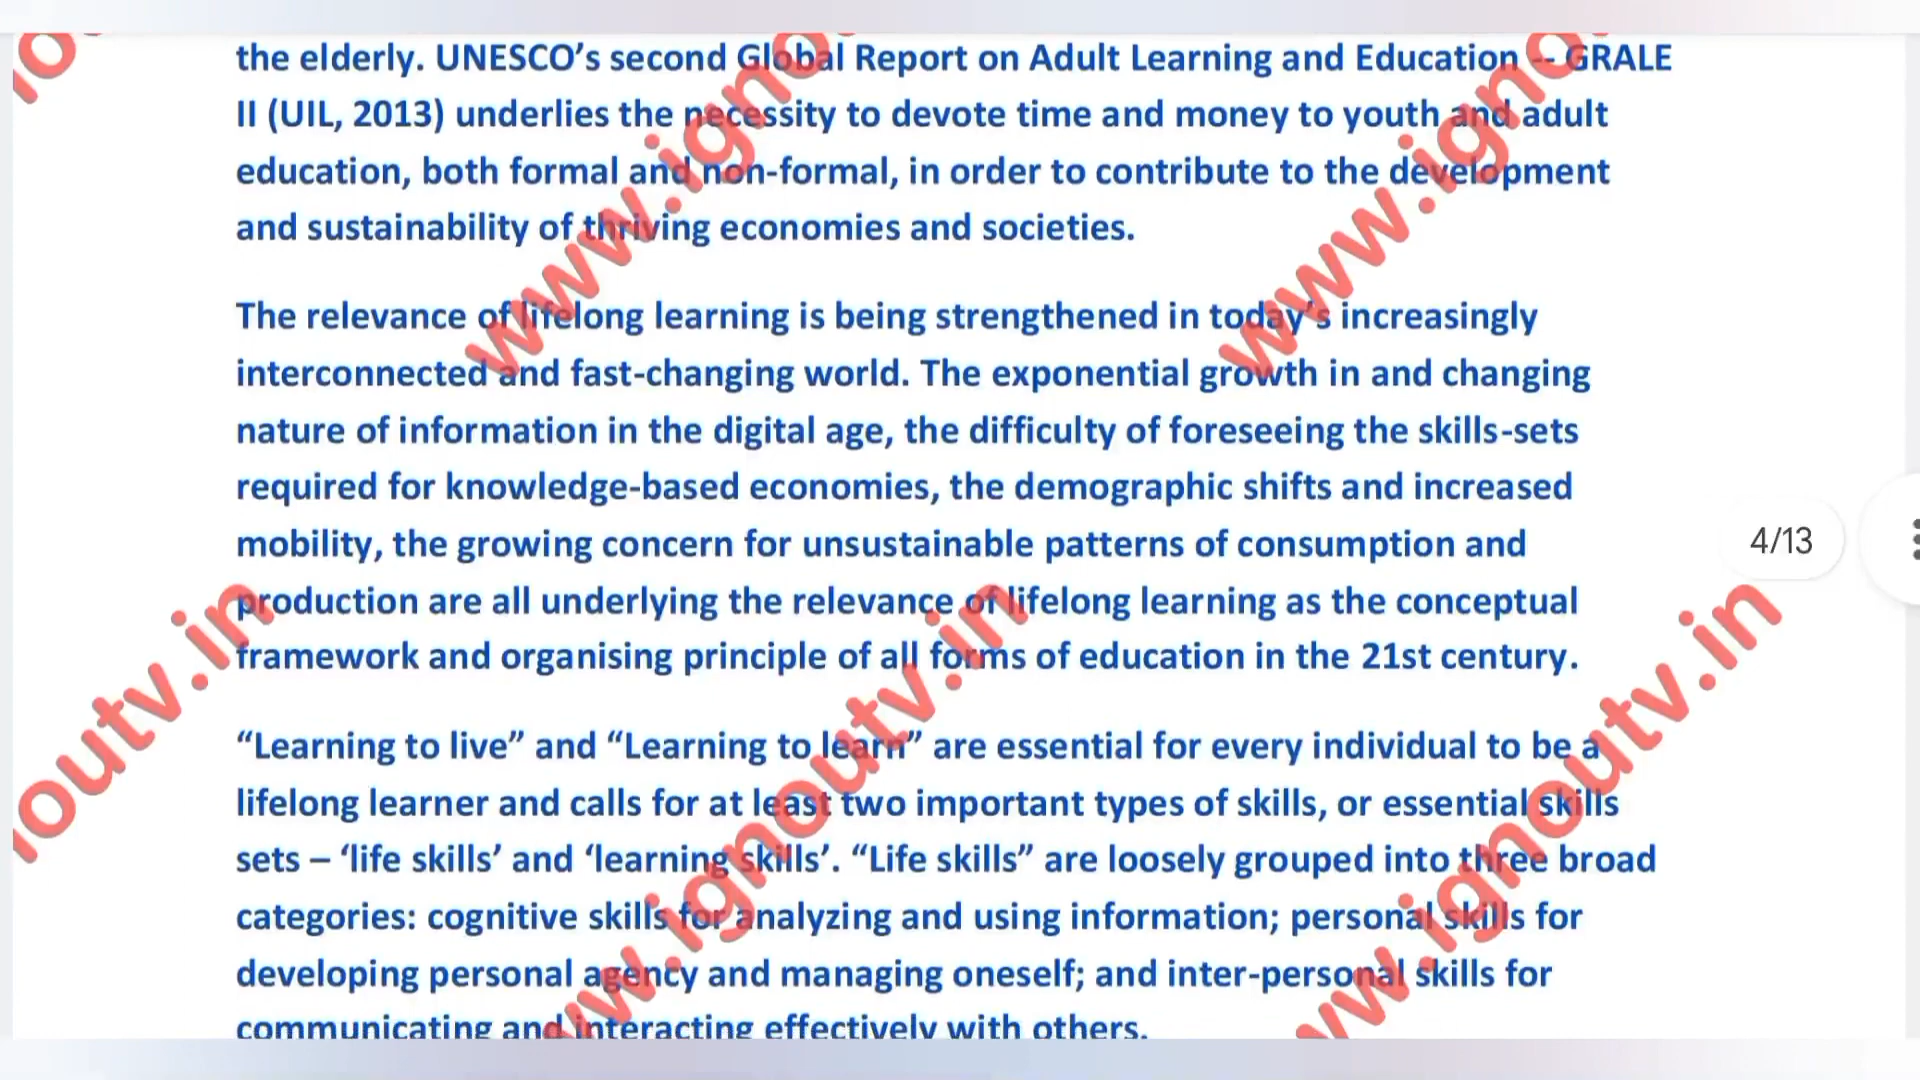 the elderly. UNESCO’s second Global Report on Adult Learning and Education -- GRALE
II (UIL, 2013) underlies the necessity to devote time and money to youth and adult
education, both formal and non-formal, in order to contribute to the development
and sustainability of thriving economies and societies.
The relevance of lifelong learning is being strengthened in today’s increasingly
interconnected and fast-changing world. The exponential growth in and changing
nature of information in the digital age, the difficulty of foreseeing the skills-sets
required for knowledge-based economies, the demographic shifts and increased
mobility, the growing concern for unsustainable patterns of consumption and
production are all underlying the relevance of lifelong learning as the conceptual
framework and organising principle of all forms of education in the 21st century.
“Learning to live” and “Learning to learn” are essential for every individual to be a
lifelong learner and calls for at least two important types of skills, or essential skills
sets – ‘life skills’ and ‘learning skills’. “Life skills” are loosely grouped into three broad
categories: cognitive skills for analyzing and using information; personal skills for
developing personal agency and managing oneself; and inter-personal skills for
communicating and interacting effectively with others.
4/13
www.ignoutv.in
www.ignoutv.in